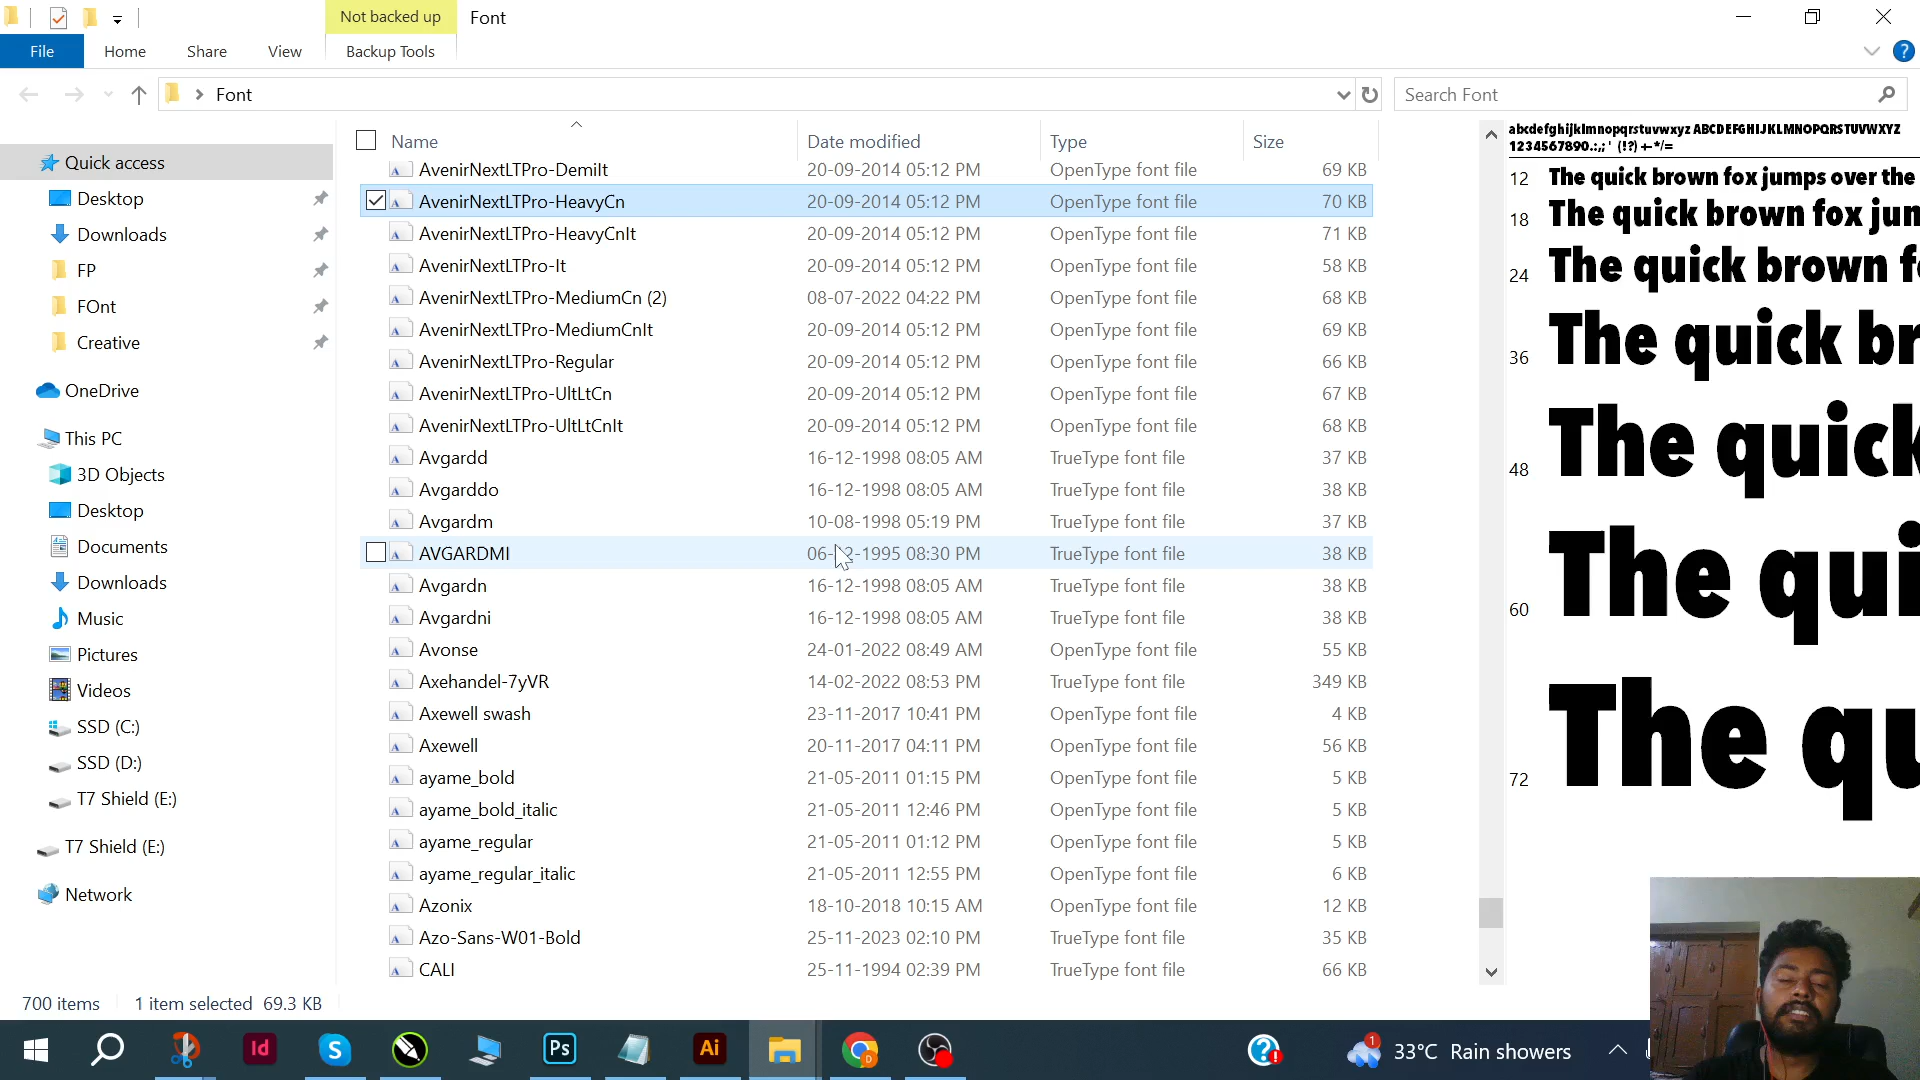 Not backed up
Font
File
Home
Share
View
Backup Tools
Font
Search Font
Name
Date modified
Type
Size
AvenirNextLTPro-DemiIt 20-09-2014 05:12 PM OpenType font file 69 KB
AvenirNextLTPro-HeavyCn 20-09-2014 05:12 PM OpenType font file 70 KB
AvenirNextLTPro-HeavyCnIt 20-09-2014 05:12 PM OpenType font file 71 KB
AvenirNextLTPro-It 20-09-2014 05:12 PM OpenType font file 58 KB
AvenirNextLTPro-MediumCn (2) 08-07-2022 04:22 PM OpenType font file 68 KB
AvenirNextLTPro-MediumCnIt 20-09-2014 05:12 PM OpenType font file 69 KB
AvenirNextLTPro-Regular 20-09-2014 05:12 PM OpenType font file 66 KB
AvenirNextLTPro-UltLtCn 20-09-2014 05:12 PM OpenType font file 67 KB
AvenirNextLTPro-UltLtCnIt 20-09-2014 05:12 PM OpenType font file 68 KB
Avgardd 16-12-1998 08:05 AM TrueType font file 37 KB
Avgarddo 16-12-1998 08:05 AM TrueType font file 38 KB
Avgardm 10-08-1998 05:19 PM TrueType font file 37 KB
AVGARDMI 06- 2-1995 08:30 PM TrueType font file 38 KB
Avgardn 16-12-1998 08:05 AM TrueType font file 38 KB
Avgardni 16-12-1998 08:05 AM TrueType font file 38 KB
Avonse 24-01-2022 08:49 AM OpenType font file 55 KB
Axehandel-7yVR 14-02-2022 08:53 PM TrueType font file 349 KB
Axewell swash 23-11-2017 10:41 PM OpenType font file 4 KB
Axewell 20-11-2017 04:11 PM OpenType font file 56 KB
ayame_bold 21-05-2011 01:15 PM OpenType font file 5 KB
ayame_bold_italic 21-05-2011 12:46 PM OpenType font file 5 KB
ayame_regular 21-05-2011 01:12 PM OpenType font file 5 KB
ayame_regular_italic 21-05-2011 12:55 PM OpenType font file 6 KB
Azonix 18-10-2018 10:15 AM OpenType font file 12 KB
Azo-Sans-W01-Bold 25-11-2023 02:10 PM TrueType font file 35 KB
CALI 25-11-1994 02:39 PM TrueType font file 66 KB
Quick access
Desktop
Downloads
FP
FOnt
Creative
OneDrive
This PC
3D Objects
Desktop
Documents
Downloads
Music
Pictures
Videos
SSD (C:)
SSD (D:)
T7 Shield (E:)
T7 Shield (E:)
Network
abcdefghijklmnopqrstuvwxyz ABCDEFGHIJKLMNOPQRSTUVWXYZ
1234567890.:,; ' (!?) +-*/=
12 The quick brown fox jumps over the
18 The quick brown fox jun
24 The quick brown fo
36 The quick br
48 The quick
60 The qui
72 The qu
700 items
1 item selected 69.3 KB
Id
S
Ps
Ai
D
?
1
33°C Rain showers